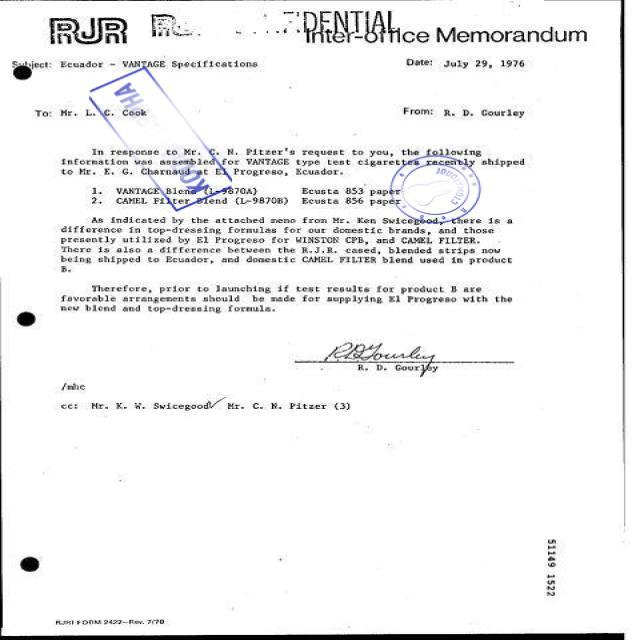 RJR
Inter-office Memorandum
Subject: Ecuador - VANTAGE Specifications
Date: July 29, 1976
To: Mr. L. C. Cook
From: R. D. Gourley
In response to Mr. C. N. Pitzer's request to you, the following
information was assembled for VANTAGE type test cigarettes recently shipped
to Mr. E. G. Charnaud at El Progreso, Ecuador.
1. VANTAGE Blend (L-9870A) Ecusta 853 paper
2. CAMEL Filter Blend (L-9870B) Ecusta 856 paper
As indicated by the attached memo from Mr. Ken Swicegood, there is a
difference in top-dressing formulas for our domestic brands, and those
presently utilized by El Progreso for WINSTON CPB, and CAMEL FILTER.
There is also a difference between the R.J.R. cased, blended strips now
being shipped to Ecuador, and domestic CAMEL FILTER blend used in product
B.
Therefore, prior to launching if test results for product B are
favorable arrangements should be made for supplying El Progreso with the
new blend and top-dressing formula.
RDGourley
R. D. Gourley
/mhc
cc: Mr. K. W. Swicegood Mr. C. N. Pitzer (3)
51149 1522
RJRI FORM 2422-Rev. 7/70